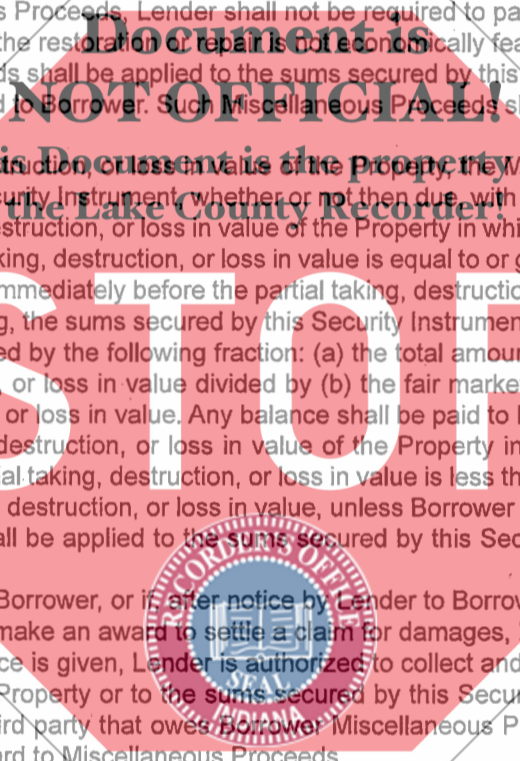 s Proceeds, Lender shall not be required to pa
Document is
the restoration or repair is not economically fea
ds shall be applied to the sums secured by this
NOT OFFICIAL!
d to Borrower. Such Miscellaneous Proceeds s
is Document is the property
truction, or loss in value of the Property, the M
curity Instrument, whether or not then due, with
the Lake County Recorder!
struction, or loss in value of the Property in whi
king, destruction, or loss in value is equal to or g
mmediately before the partial taking, destructio
g, the sums secured by this Security Instrumen
STOP
ed by the following fraction: (a) the total amour
, or loss in value divided by (b) the fair marke
or loss in value. Any balance shall be paid to
destruction, or loss in value of the Property in
ial taking, destruction, or loss in value is less th
destruction, or loss in value, unless Borrower
all be applied to the sums secured by this Sec
RECORDER'S OFFICE
Borrower, or if, after notice by Lender to Borrow
make an award to settle a claim for damages,
ce is given, Lender is authorized to collect and
SEAL
Property or to the sums secured by this Secur
ird party that owes Borrower Miscellaneous P
ard to Miscellaneous Proceeds